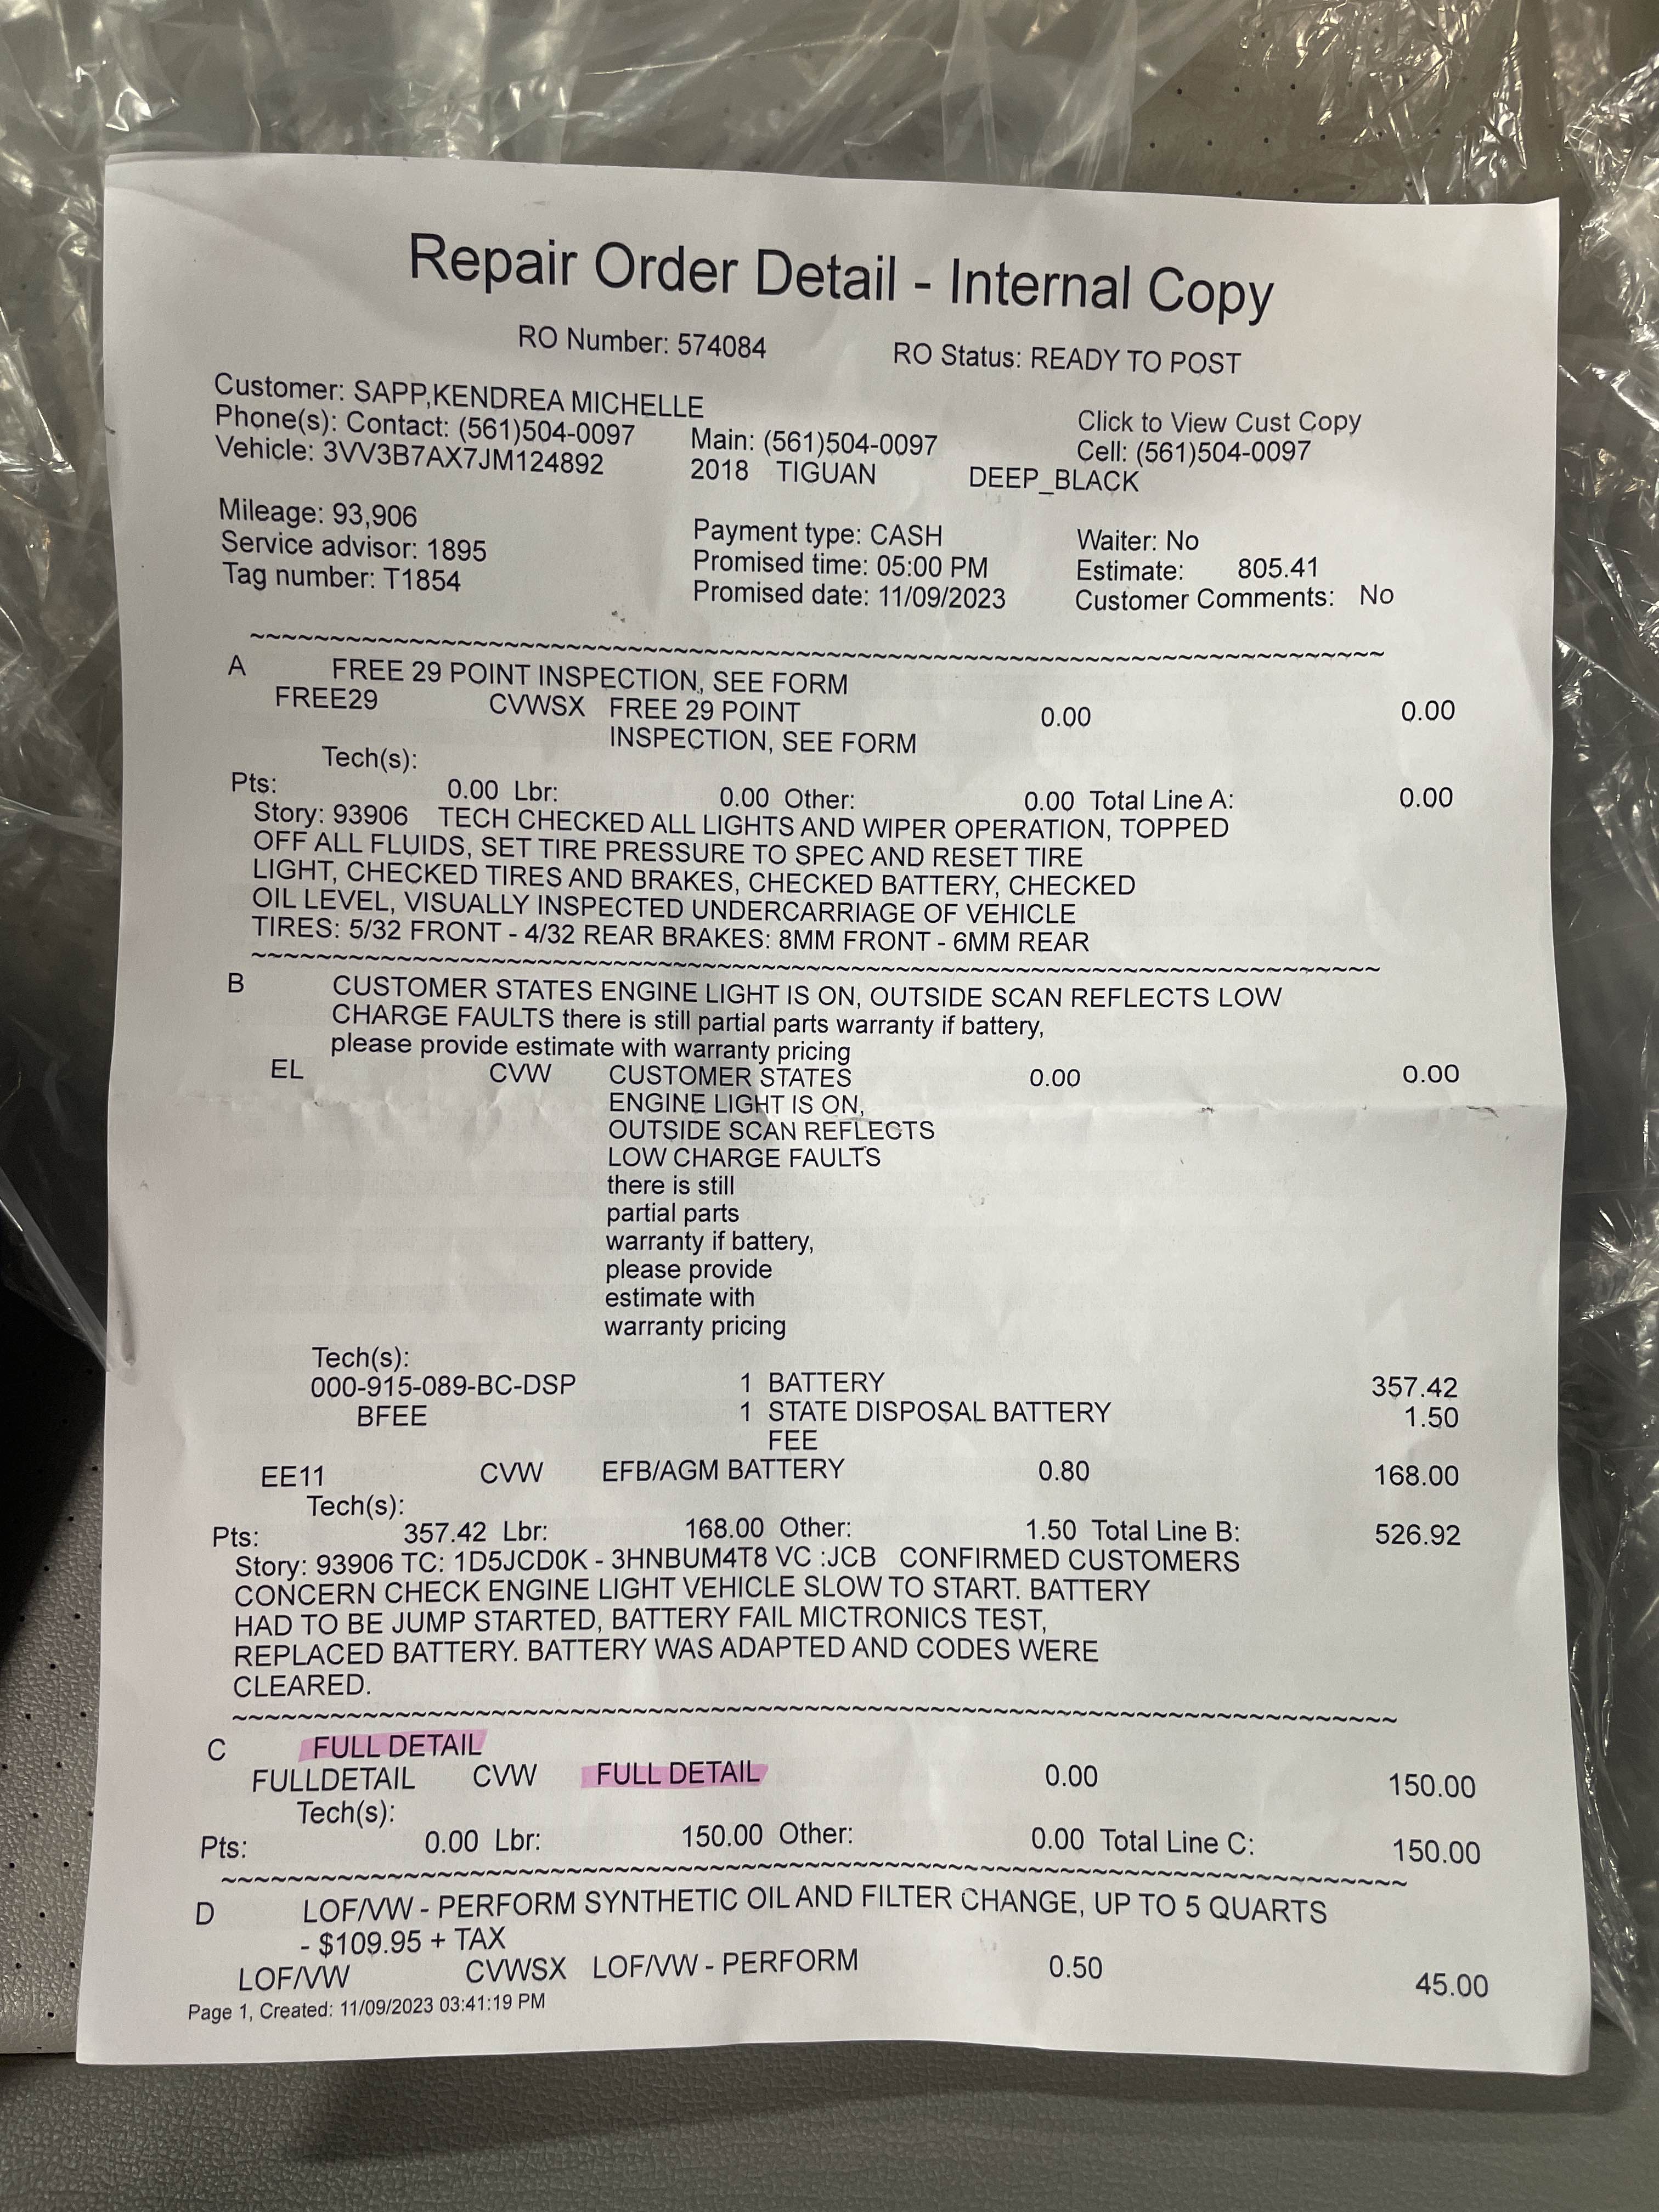 Repair Order Detail - Internal Copy
RO Number: 574084 RO Status: READY TO POST
Customer: SAPP,KENDREA MICHELLE Click to View Cust Copy
Phone(s): Contact: (561)504-0097 Main: (561)504-0097 Cell: (561)504-0097
Vehicle: 3VV3B7AX7JM124892 2018 TIGUAN DEEP_BLACK
Mileage: 93,906 Payment type: CASH Waiter: No
Service advisor: 1895 Promised time: 05:00 PM Estimate: 805.41
Tag number: T1854 Promised date: 11/09/2023 Customer Comments: No
~~~~~~~~~~~~~~~~~~~~~~~~~~~~~~~~~~~~~~~~~~~~~~~~~~~~~~~~~~~~~~~~~~~~~~
A FREE 29 POINT INSPECTION, SEE FORM
FREE29 CVWSX FREE 29 POINT 0.00 0.00
INSPECTION, SEE FORM
Tech(s):
Pts: 0.00 Lbr: 0.00 Other: 0.00 Total Line A: 0.00
Story: 93906 TECH CHECKED ALL LIGHTS AND WIPER OPERATION, TOPPED
OFF ALL FLUIDS, SET TIRE PRESSURE TO SPEC AND RESET TIRE
LIGHT, CHECKED TIRES AND BRAKES, CHECKED BATTERY, CHECKED
OIL LEVEL, VISUALLY INSPECTED UNDERCARRIAGE OF VEHICLE
TIRES: 5/32 FRONT - 4/32 REAR BRAKES: 8MM FRONT - 6MM REAR
~~~~~~~~~~~~~~~~~~~~~~~~~~~~~~~~~~~~~~~~~~~~~~~~~~~~~~~~~~~~~~~~~~~~~~
B CUSTOMER STATES ENGINE LIGHT IS ON, OUTSIDE SCAN REFLECTS LOW
CHARGE FAULTS there is still partial parts warranty if battery,
please provide estimate with warranty pricing
EL CVW CUSTOMER STATES 0.00 0.00
ENGINE LIGHT IS ON,
OUTSIDE SCAN REFLECTS
LOW CHARGE FAULTS
there is still
partial parts
warranty if battery,
please provide
estimate with
warranty pricing
Tech(s):
000-915-089-BC-DSP 1 BATTERY 357.42
BFEE 1 STATE DISPOSAL BATTERY 1.50
FEE
EE11 CVW EFB/AGM BATTERY 0.80 168.00
Tech(s):
Pts: 357.42 Lbr: 168.00 Other: 1.50 Total Line B: 526.92
Story: 93906 TC: 1D5JCD0K - 3HNBUM4T8 VC :JCB CONFIRMED CUSTOMERS
CONCERN CHECK ENGINE LIGHT VEHICLE SLOW TO START. BATTERY
HAD TO BE JUMP STARTED, BATTERY FAIL MICTRONICS TEST,
REPLACED BATTERY. BATTERY WAS ADAPTED AND CODES WERE
CLEARED.
~~~~~~~~~~~~~~~~~~~~~~~~~~~~~~~~~~~~~~~~~~~~~~~~~~~~~~~~~~~~~~~~~~~~~~
C FULL DETAIL
FULLDETAIL CVW FULL DETAIL 0.00 150.00
Tech(s):
Pts: 0.00 Lbr: 150.00 Other: 0.00 Total Line C: 150.00
~~~~~~~~~~~~~~~~~~~~~~~~~~~~~~~~~~~~~~~~~~~~~~~~~~~~~~~~~~~~~~~~~~~~~~
D LOF/VW - PERFORM SYNTHETIC OIL AND FILTER CHANGE, UP TO 5 QUARTS
- $109.95 + TAX
LOF/VW CVWSX LOF/VW - PERFORM 0.50 45.00
Page 1, Created: 11/09/2023 03:41:19 PM